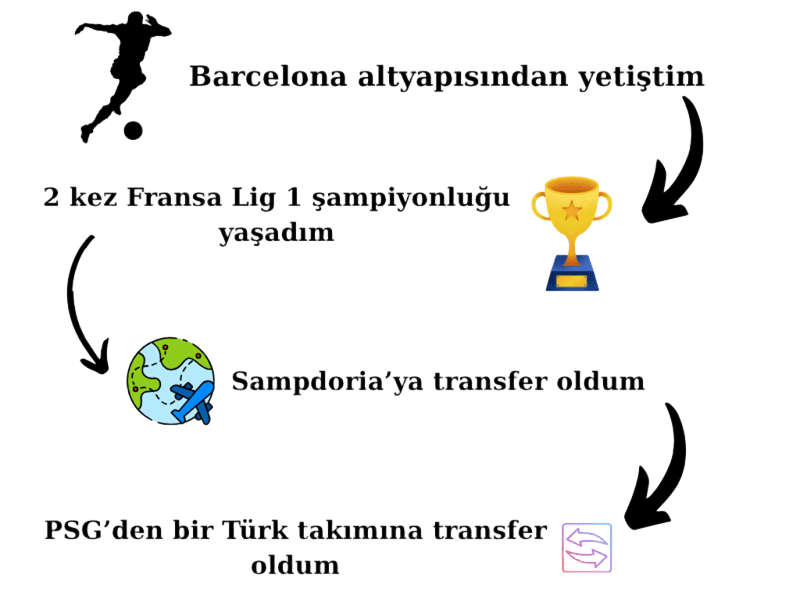 Barcelona altyapısından yetiştim
2 kez Fransa Lig 1 şampiyonluğu
yaşadım
Sampdoria’ya transfer oldum
PSG’den bir Türk takımına transfer
oldum